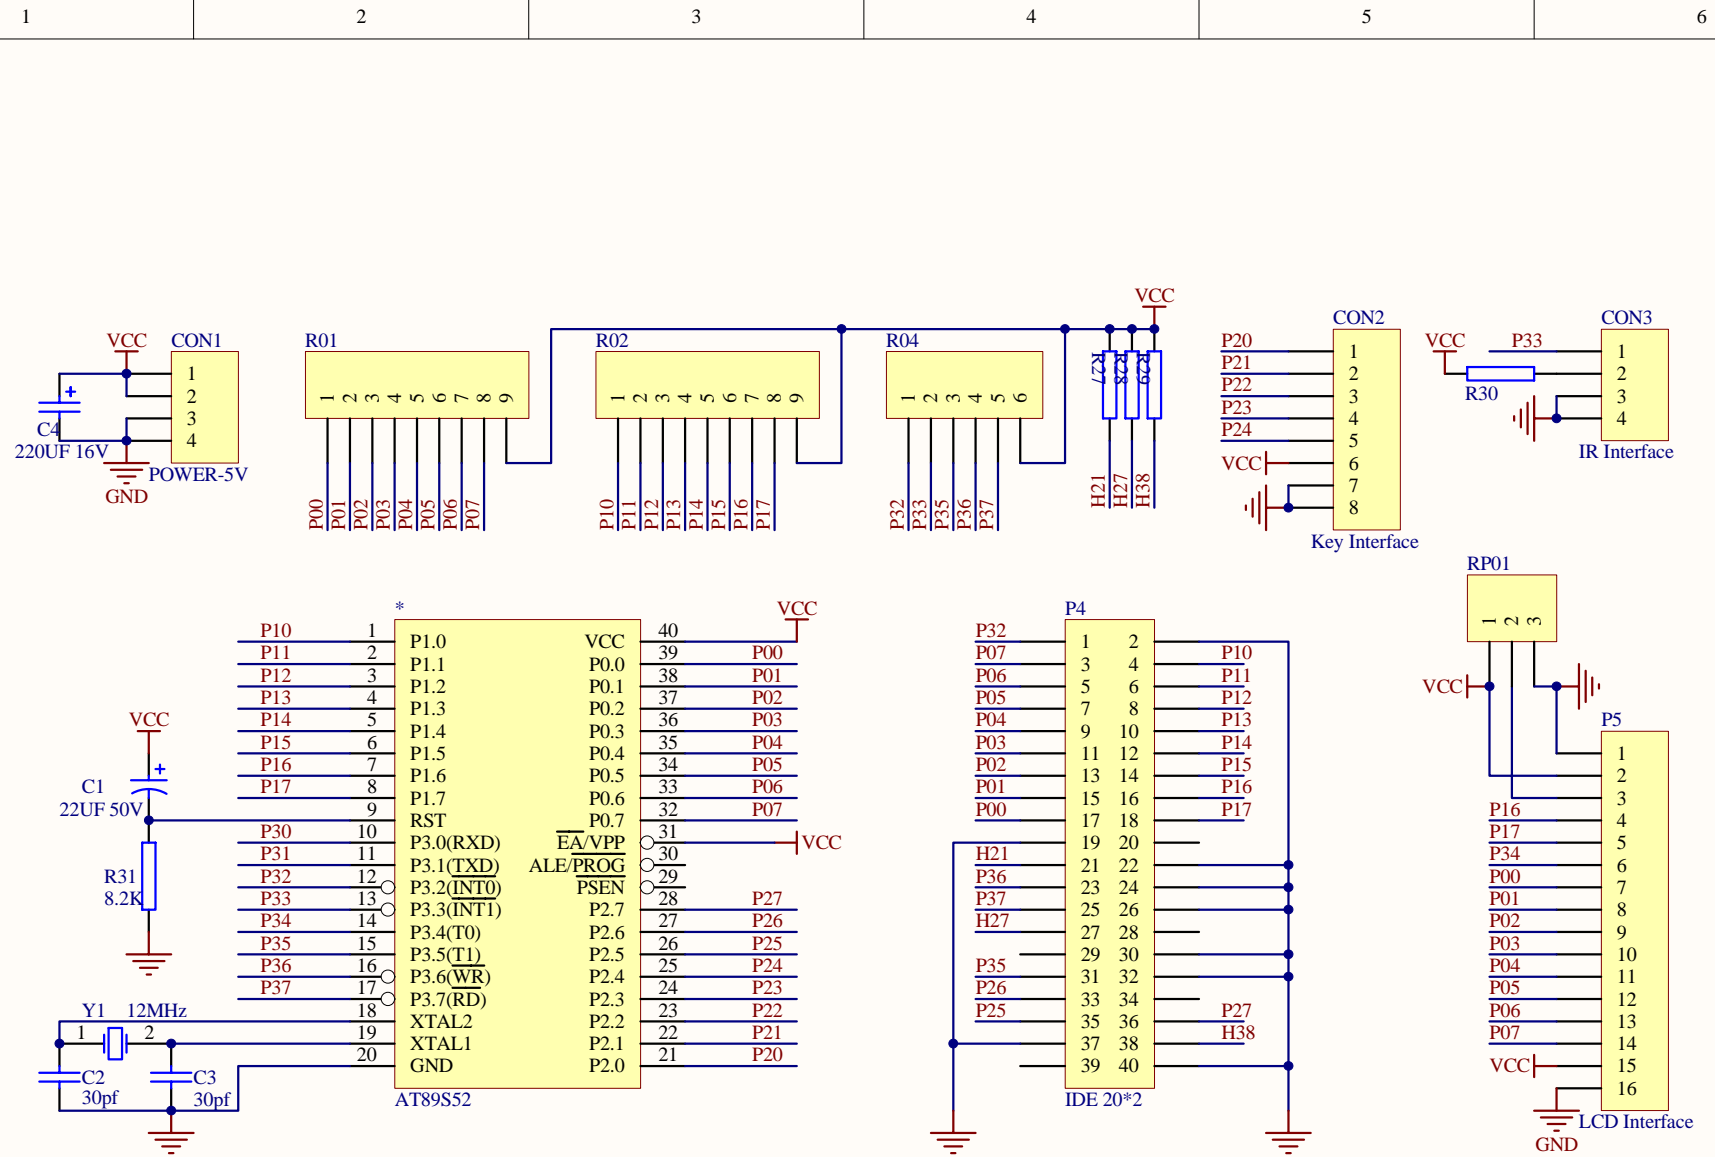 1 2 3 4 5 6
VCC CON1
1
2
3
4
+
C4
220UF 16V
POWER-5V
GND
R01
1 2 3 4 5 6 7 8 9
P00 P01 P02 P03 P04 P05 P06 P07
R02
1 2 3 4 5 6 7 8 9
P10 P11 P12 P13 P14 P15 P16 P17
R04
1 2 3 4 5 6
P32 P33 P35 P36 P37
VCC
R27 R28 R29
H21 H27 H38
CON2
P20 1
P21 2
P22 3
P23 4
P24 5
VCC 6
7
8
Key Interface
CON3
VCC P33 1
2
R30 3
4
IR Interface
VCC
+
C1
22UF 50V
R31
8.2K
Y1 12MHz
1 2
C2
30pf
C3
30pf
*
P10 1 P1.0
P11 2 P1.1
P12 3 P1.2
P13 4 P1.3
P14 5 P1.4
P15 6 P1.5
P16 7 P1.6
P17 8 P1.7
9 RST
P30 10 P3.0(RXD)
P31 11 P3.1(TXD)
P32 12 P3.2(INT0)
P33 13 P3.3(INT1)
P34 14 P3.4(T0)
P35 15 P3.5(T1)
P36 16 P3.6(WR)
P37 17 P3.7(RD)
18 XTAL2
19 XTAL1
20 GND
VCC
VCC 40
P0.0 39 P00
P0.1 38 P01
P0.2 37 P02
P0.3 36 P03
P0.4 35 P04
P0.5 34 P05
P0.6 33 P06
P0.7 32 P07
EA/VPP 31 VCC
ALE/PROG 30
PSEN 29
P2.7 28 P27
P2.6 27 P26
P2.5 26 P25
P2.4 25 P24
P2.3 24 P23
P2.2 23 P22
P2.1 22 P21
P2.0 21 P20
AT89S52
P4
P32 1 2
P07 3 4 P10
P06 5 6 P11
P05 7 8 P12
P04 9 10 P13
P03 11 12 P14
P02 13 14 P15
P01 15 16 P16
P00 17 18 P17
19 20
H21 21 22
P36 23 24
P37 25 26
H27 27 28
29 30
P35 31 32
P26 33 34
P25 35 36 P27
37 38 H38
39 40
IDE 20*2
RP01
1 2 3
VCC
P5
1
2
3
P16 4
P17 5
P34 6
P00 7
P01 8
P02 9
P03 10
P04 11
P05 12
P06 13
P07 14
VCC 15
16
LCD Interface
GND